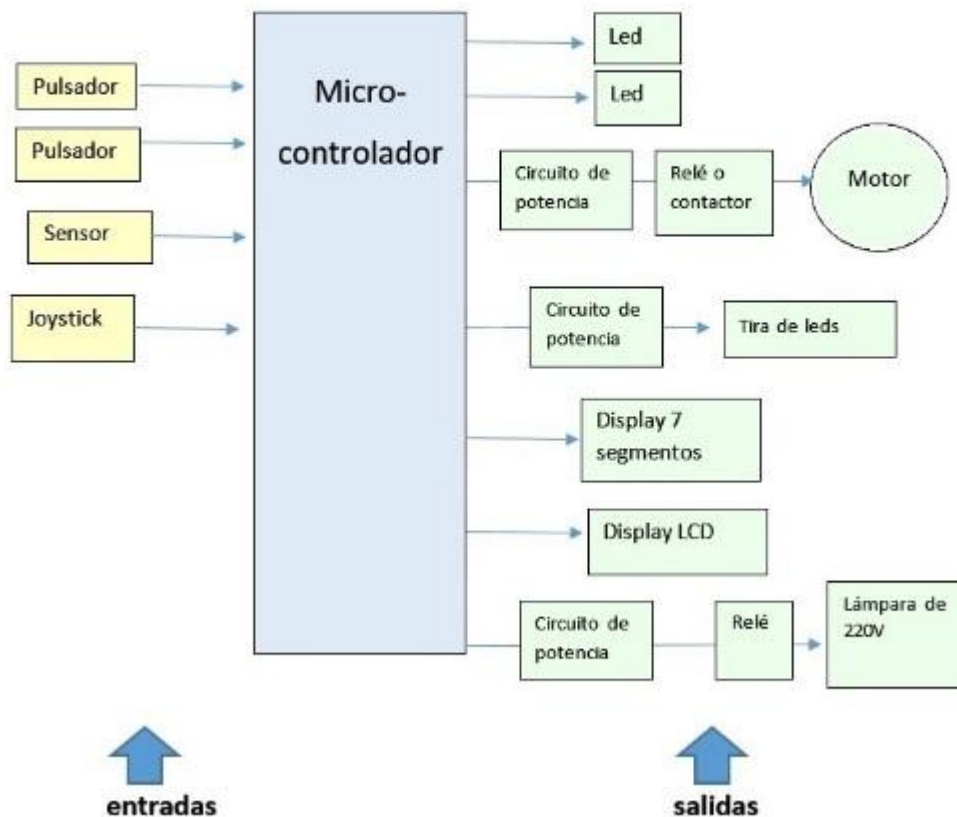 Pulsador
Pulsador
Sensor
Joystick
Micro-
controlador
Led
Led
Circuito de
potencia
Relé o
contactor
Motor
Circuito de
potencia
Tira de leds
Display 7
segmentos
Display LCD
Circuito de
potencia
Relé
Lámpara de
220V
entradas
salidas